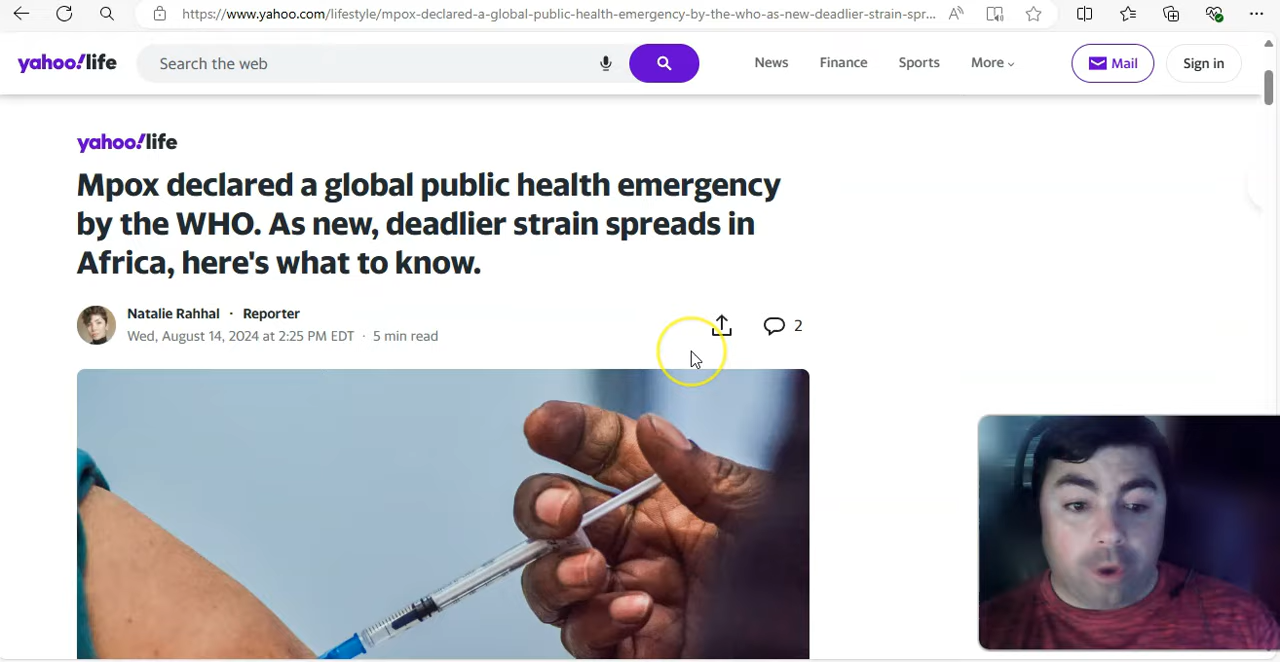 https://www.yahoo.com/lifestyle/mpox-declared-a-global-public-health-emergency-by-the-who-as-new-deadlier-strain-spr...
yahoo!life
Search the web
News
Finance
Sports
More
Mail
Sign in
yahoo!life
Mpox declared a global public health emergency
by the WHO. As new, deadlier strain spreads in
Africa, here's what to know.
Natalie Rahhal · Reporter
2
Wed, August 14, 2024 at 2:25 PM EDT · 5 min read